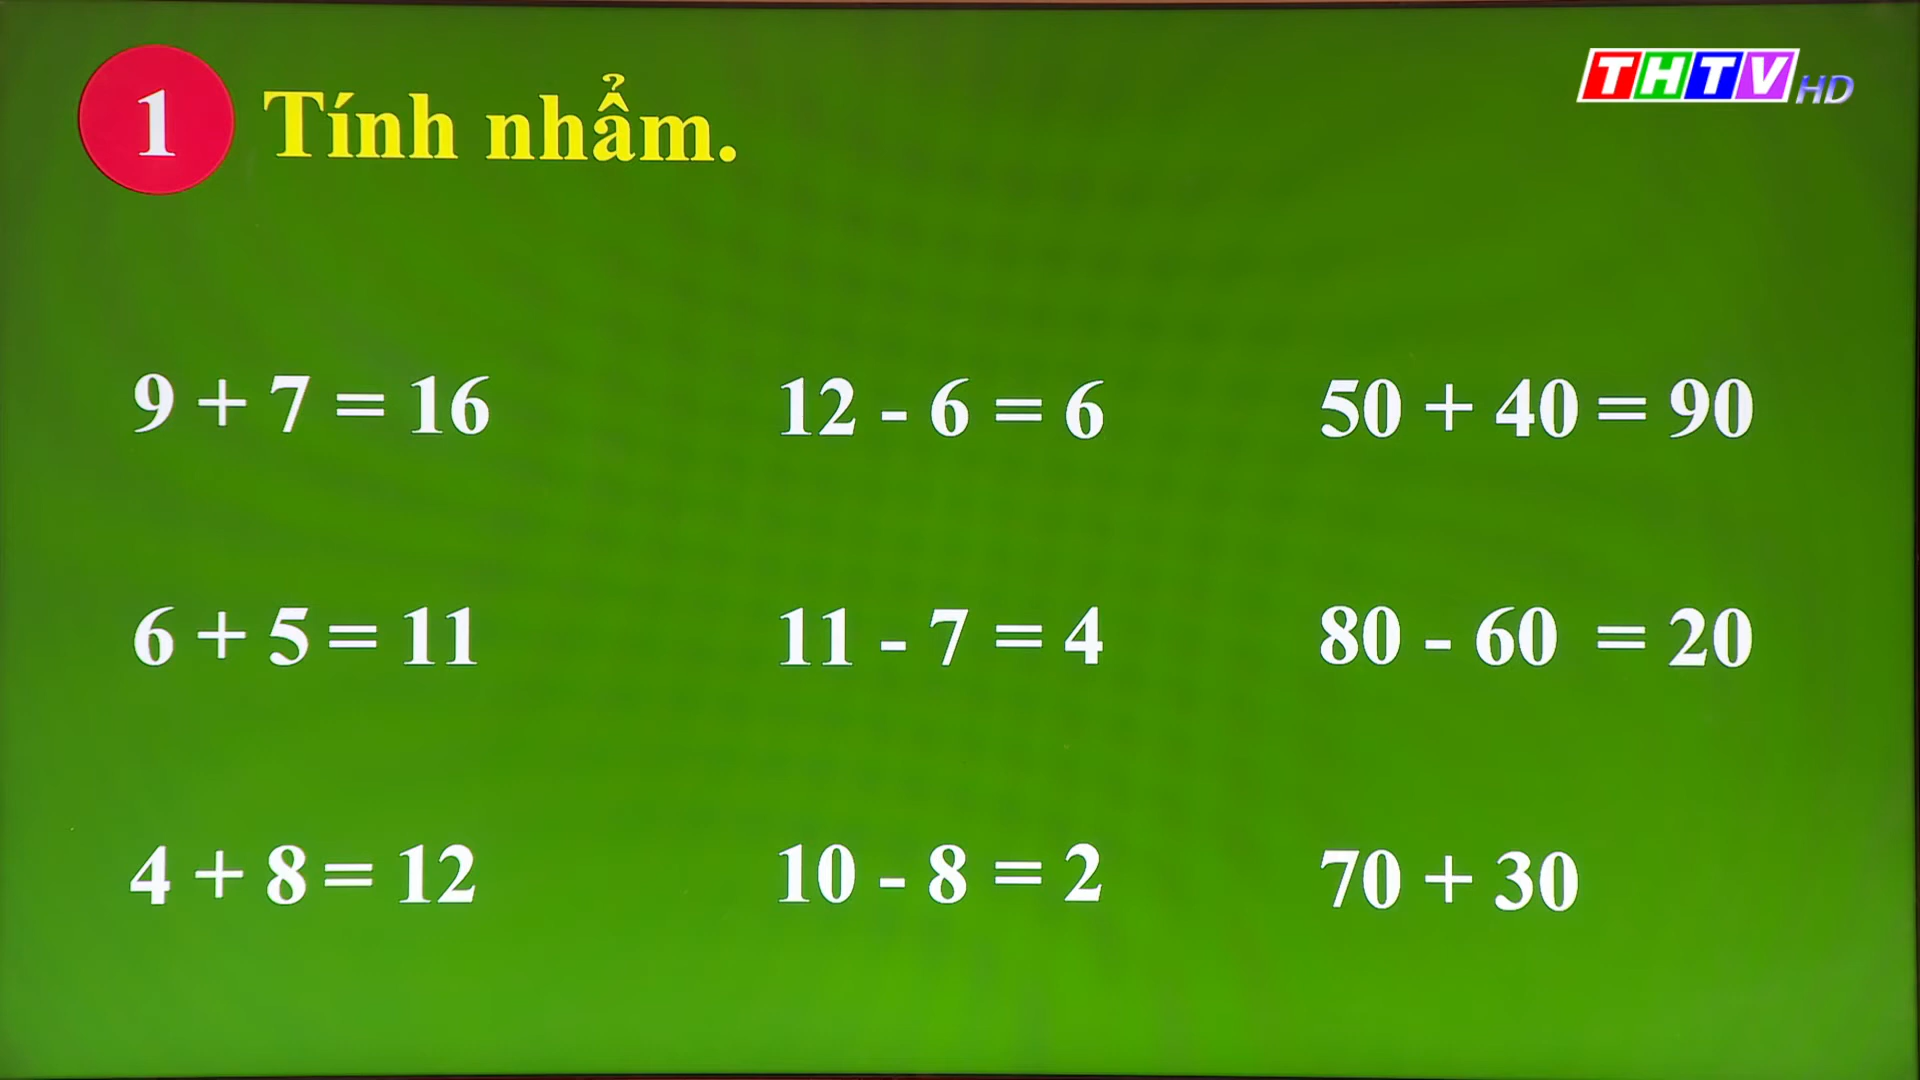 THTV HD
1 Tính nhẩm.
9 + 7 = 16 12 - 6 = 6 50 + 40 = 90
6 + 5 = 11 11 - 7 = 4 80 - 60 = 20
4 + 8 = 12 10 - 8 = 2 70 + 30